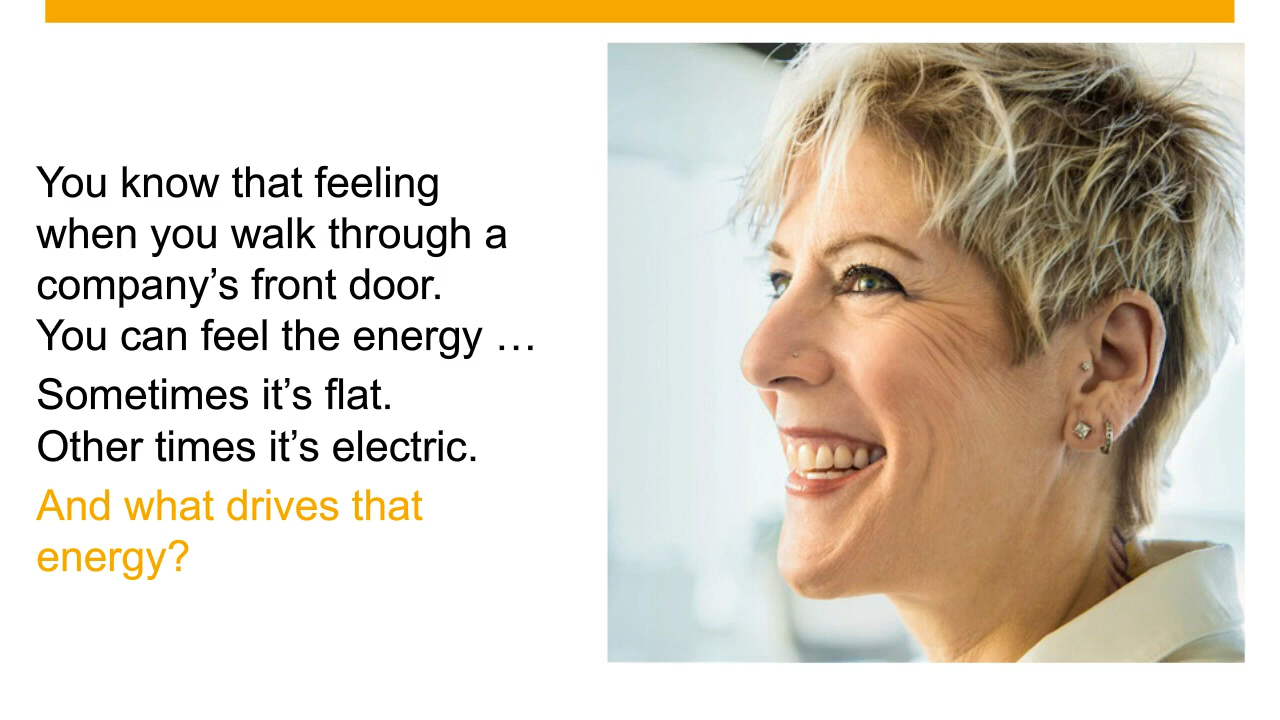 You know that feeling
when you walk through a
company’s front door.
You can feel the energy …
Sometimes it’s flat.
Other times it’s electric.
And what drives that
energy?